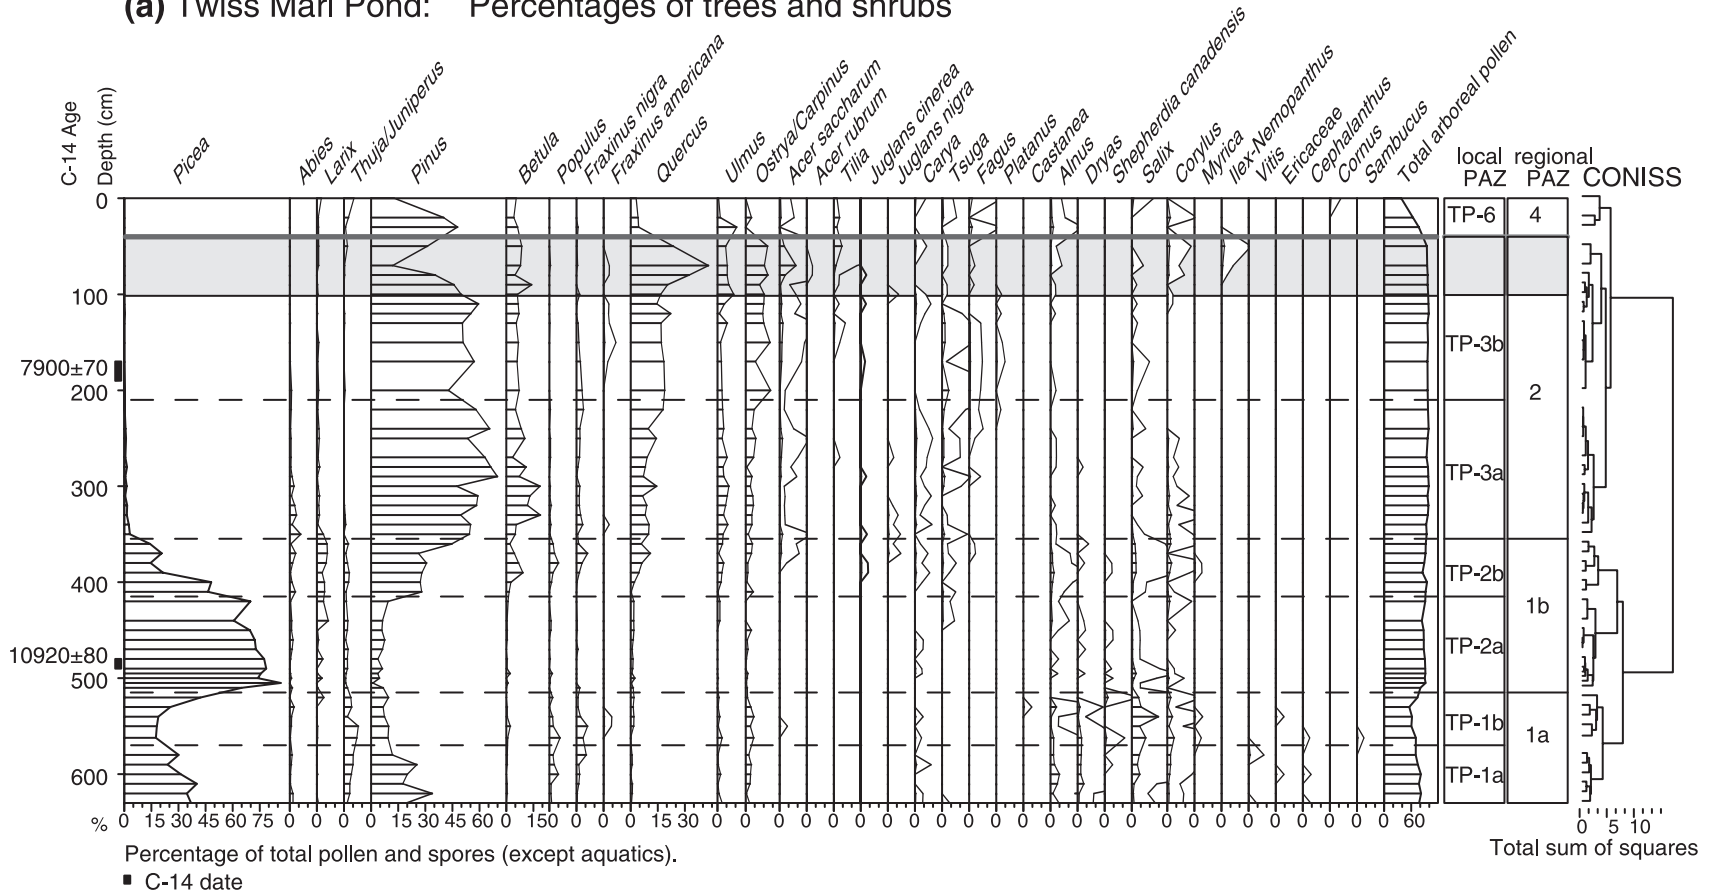 (a) Twiss Marl Pond: Percentages of trees and shrubs
C-14 Age
Depth (cm)
Picea
Abies
Larix
Thuja/Juniperus
Pinus
Betula
Populus
Fraxinus nigra
Fraxinus americana
Quercus
Ulmus
Ostrya/Carpinus
Acer saccharum
Acer rubrum
Tilia
Juglans cinerea
Juglans nigra
Carya
Tsuga
Fagus
Platanus
Castanea
Alnus
Dryas
Shepherdia canadensis
Salix
Corylus
Myrica
Ilex-Nemopanthus
Vitis
Ericaceae
Cephalanthus
Cornus
Sambucus
Total arboreal pollen
local PAZ
regional PAZ
CONISS
0
TP-6 4
100
TP-3b
7900±70
200
2
TP-3a
300
TP-2b
400
1b
TP-2a
10920±80
500
TP-1b
1a
TP-1a
600
% 0 15 30 45 60 75 0 0 0 0 15 30 45 60 0 150 0 0 0 15 30 0 0 0 0 0 0 0 0 0 0 0 0 0 0 0 0 0 0 0 0 0 0 0 0 0 0 60
0 5 10
Total sum of squares
Percentage of total pollen and spores (except aquatics).
C-14 date